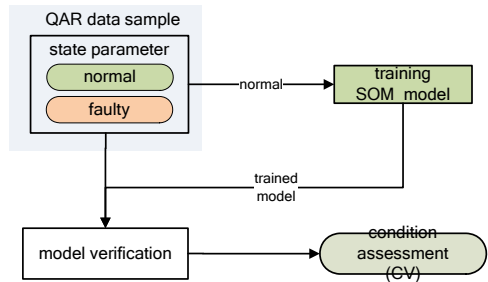 QAR data sample
state parameter
normal
faulty
normal
training
SOM model
trained
model
model verification
condition
assessment
(CV)